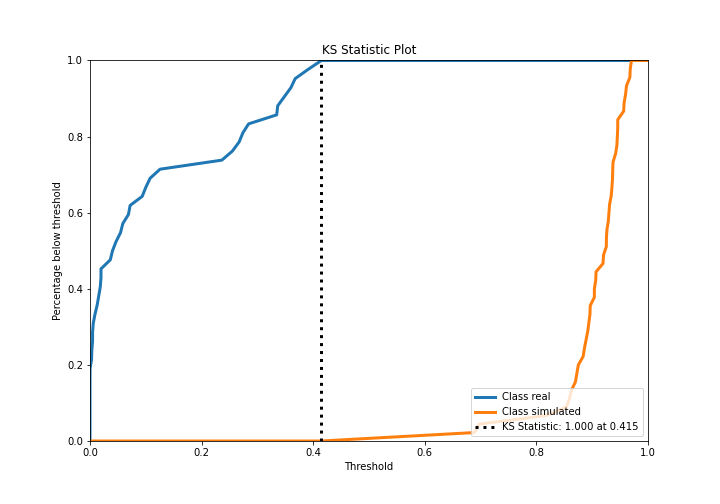 KS Statistic Plot
1.0
0.8
0.6
0.4
0.2
0.0
Percentage below threshold
Class real
Class simulated
KS Statistic: 1.000 at 0.415
0.0 0.2 0.4 0.6 0.8 1.0
Threshold